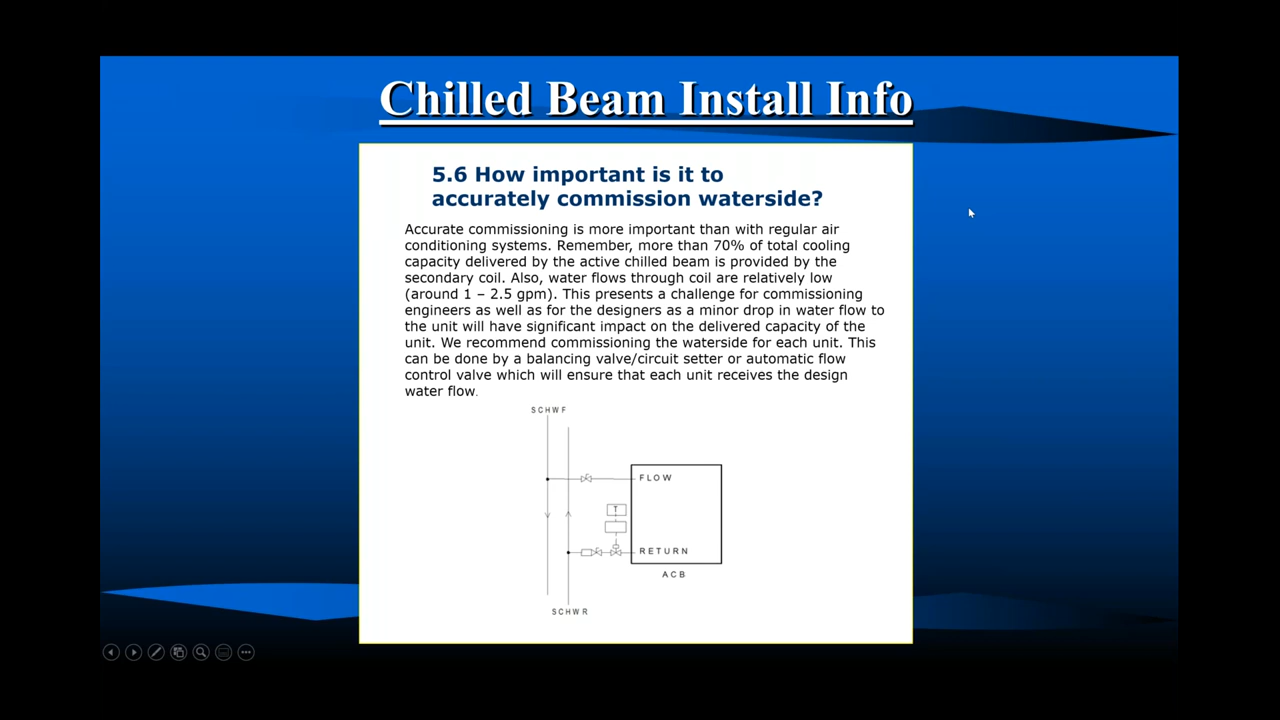 Chilled Beam Install Info
5.6 How important is it to
accurately commission waterside?
Accurate commissioning is more important than with regular air
conditioning systems. Remember, more than 70% of total cooling
capacity delivered by the active chilled beam is provided by the
secondary coil. Also, water flows through coil are relatively low
(around 1 – 2.5 gpm). This presents a challenge for commissioning
engineers as well as for the designers as a minor drop in water flow to
the unit will have significant impact on the delivered capacity of the
unit. We recommend commissioning the waterside for each unit. This
can be done by a balancing valve/circuit setter or automatic flow
control valve which will ensure that each unit receives the design
water flow.
SCHWF
FLOW
T
RETURN
ACB
SCHWR